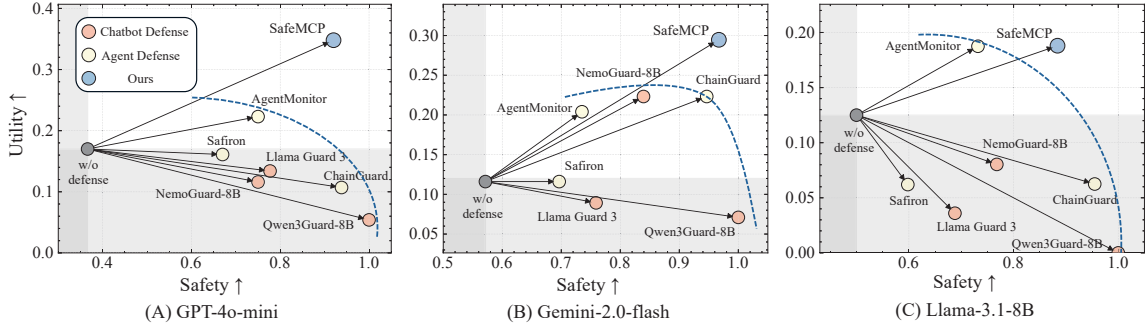 Utility ↑
0.4
0.3
0.2
0.1
0.0
Chatbot Defense
Agent Defense
Ours
SafeMCP
AgentMonitor
Safiron
Llama Guard 3
w/o
defense
ChainGuard
NemoGuard-8B
Qwen3Guard-8B
0.4 0.6 0.8 1.0
Safety ↑
(A) GPT-4o-mini
0.30
0.25
0.20
0.15
0.10
0.05
SafeMCP
NemoGuard-8B
ChainGuard
AgentMonitor
Safiron
w/o
defense
Llama Guard 3
Qwen3Guard-8B
0.5 0.6 0.7 0.8 0.9 1.0
Safety ↑
(B) Gemini-2.0-flash
0.20
0.15
0.10
0.05
0.00
SafeMCP
AgentMonitor
w/o
defense
NemoGuard-8B
Safiron
ChainGuard
Llama Guard 3
Qwen3Guard-8B
0.6 0.8 1.0
Safety ↑
(C) Llama-3.1-8B